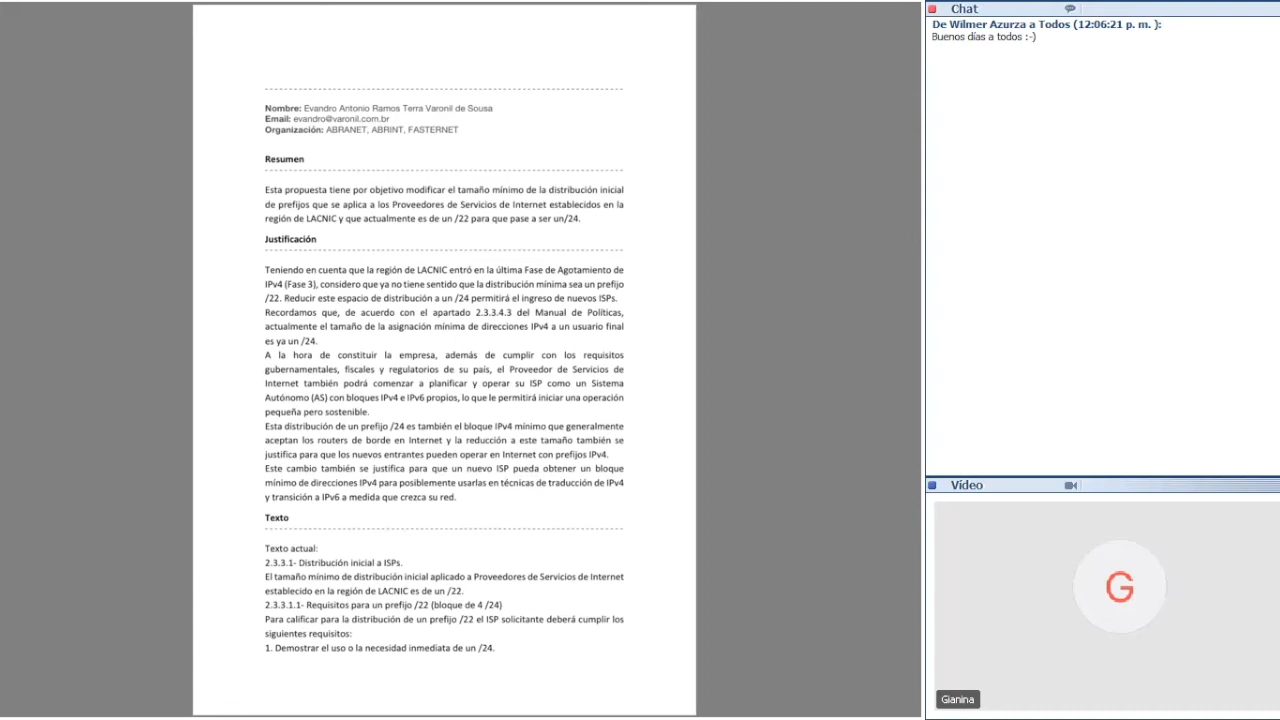 Nombre: Evandro Antonio Ramos Terra Varonil de Sousa
Email: evandro@varonil.com.br
Organización: ABRANET, ABRINT, FASTERNET
Resumen
Esta propuesta tiene por objetivo modificar el tamaño mínimo de la distribución inicial
de prefijos que se aplica a los Proveedores de Servicios de Internet establecidos en la
región de LACNIC y que actualmente es de un /22 para que pase a ser un/24.
Justificación
Teniendo en cuenta que la región de LACNIC entró en la última Fase de Agotamiento de
IPv4 (Fase 3), considero que ya no tiene sentido que la distribución mínima sea un prefijo
/22. Reducir este espacio de distribución a un /24 permitirá el ingreso de nuevos ISPs.
Recordamos que, de acuerdo con el apartado 2.3.3.4.3 del Manual de Políticas,
actualmente el tamaño de la asignación mínima de direcciones IPv4 a un usuario final
es ya un /24.
A la hora de constituir la empresa, además de cumplir con los requisitos
gubernamentales, fiscales y regulatorios de su país, el Proveedor de Servicios de
Internet también podrá comenzar a planificar y operar su ISP como un Sistema
Autónomo (AS) con bloques IPv4 e IPv6 propios, lo que le permitirá iniciar una operación
pequeña pero sostenible.
Esta distribución de un prefijo /24 es también el bloque IPv4 mínimo que generalmente
aceptan los routers de borde en Internet y la reducción a este tamaño también se
justifica para que los nuevos entrantes pueden operar en Internet con prefijos IPv4.
Este cambio también se justifica para que un nuevo ISP pueda obtener un bloque
mínimo de direcciones IPv4 para posiblemente usarlas en técnicas de traducción de IPv4
y transición a IPv6 a medida que crezca su red.
Texto
Texto actual:
2.3.3.1- Distribución inicial a ISPs.
El tamaño mínimo de distribución inicial aplicado a Proveedores de Servicios de Internet
establecido en la región de LACNIC es de un /22.
2.3.3.1.1- Requisitos para un prefijo /22 (bloque de 4 /24)
Para calificar para la distribución de un prefijo /22 el ISP solicitante deberá cumplir los
siguientes requisitos:
1. Demostrar el uso o la necesidad inmediata de un /24.
Chat
De Wilmer Azurza a Todos (12:06:21 p. m. ):
Buenos días a todos :-)
Vídeo
G
Gianina